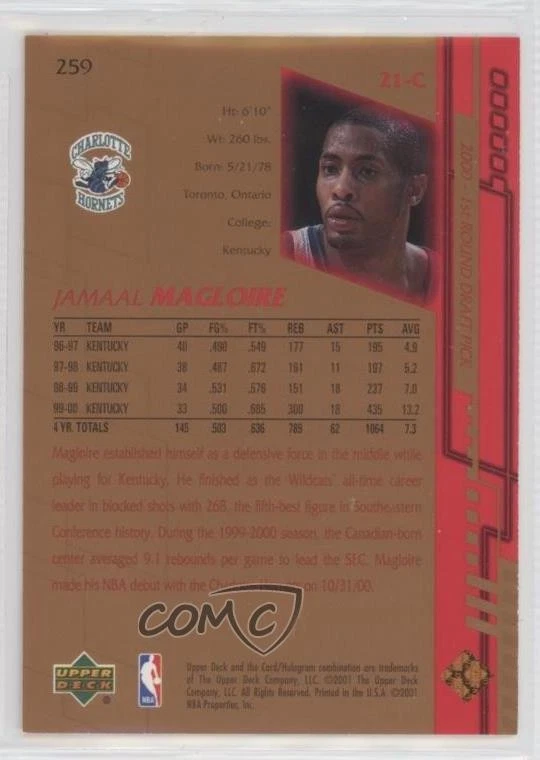 259
21-C
Ht: 6'10"
Wt: 260 lbs.
Born: 5/21/78
Toronto, Ontario
College:
Kentucky
CHARLOTTE
HORNETS
2000 - 1st ROUND DRAFT PICK
JAMAAL MAGLOIRE
YR TEAM GP FG% FT% REB AST PTS AVG
96-97 KENTUCKY 40 .490 .549 177 15 195 4.9
97-98 KENTUCKY 38 .487 .672 161 11 197 5.2
98-99 KENTUCKY 34 .531 .576 151 18 237 7.0
99-00 KENTUCKY 33 .500 .685 300 18 435 13.2
4 YR. TOTALS 145 .503 .636 789 62 1064 7.3
Magloire established himself as a defensive force in the middle while
playing for Kentucky. He finished as the Wildcats' all-time career
leader in blocked shots with 268, the fifth-best figure in Southeastern
Conference history. During the 1999-2000 season, the Canadian-born
center averaged 9.1 rebounds per game to lead the SEC. Magloire
made his NBA debut with the Charlotte Hornets on 10/31/00.
COMC
UPPER
DECK
NBA
Upper Deck and the Card/Hologram combination are trademarks
of The Upper Deck Company, LLC. ©2001 The Upper Deck
Company, LLC. All Rights Reserved. Printed in the U.S.A. ©2001
NBA Properties, Inc.